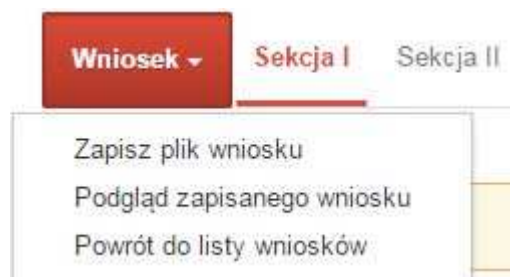 Wniosek Sekcja I Sekcja II
Zapisz plik wniosku
Podgląd zapisanego wniosku
Powrót do listy wniosków